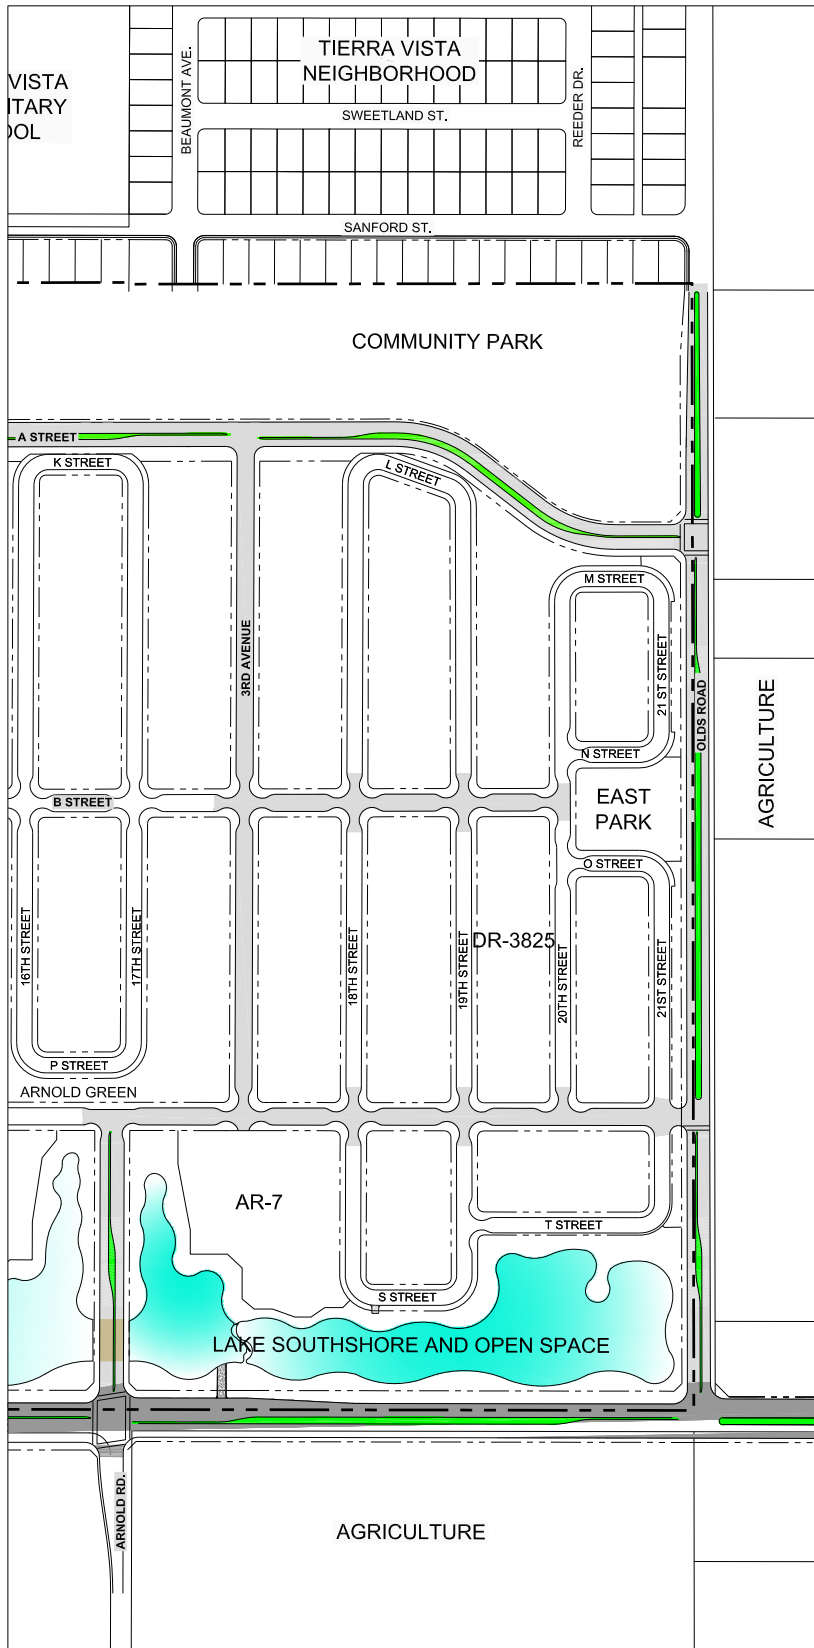 TIERRA VISTA
NEIGHBORHOOD
VISTA
ITARY
OOL
BEAUMONT AVE.
REEDER DR.
SWEETLAND ST.
SANFORD ST.
COMMUNITY PARK
A STREET
K STREET
L STREET
M STREET
3RD AVENUE
21 ST STREET
OLDS ROAD
AGRICULTURE
N STREET
B STREET
EAST
PARK
O STREET
16TH STREET
17TH STREET
18TH STREET
19TH STREET
DR-3825
20TH STREET
21ST STREET
P STREET
ARNOLD GREEN
AR-7
T STREET
S STREET
LAKE SOUTHSHORE AND OPEN SPACE
ARNOLD RD.
AGRICULTURE